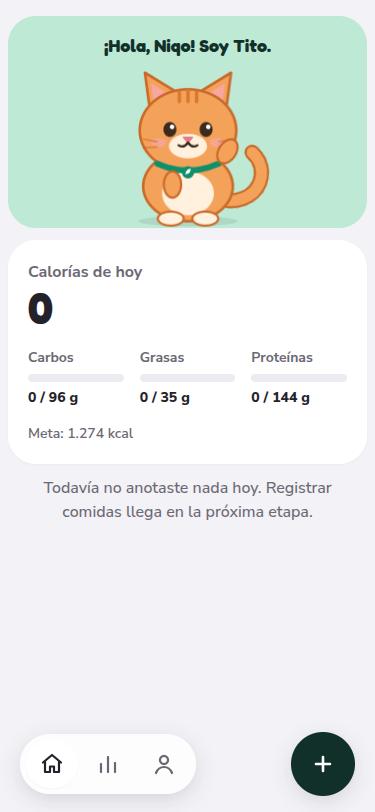 ¡Hola, Niqo! Soy Tito.
Calorías de hoy
0
Carbos
Grasas
Proteínas
0 / 96 g
0 / 35 g
0 / 144 g
Meta: 1.274 kcal
Todavía no anotaste nada hoy. Registrar
comidas llega en la próxima etapa.